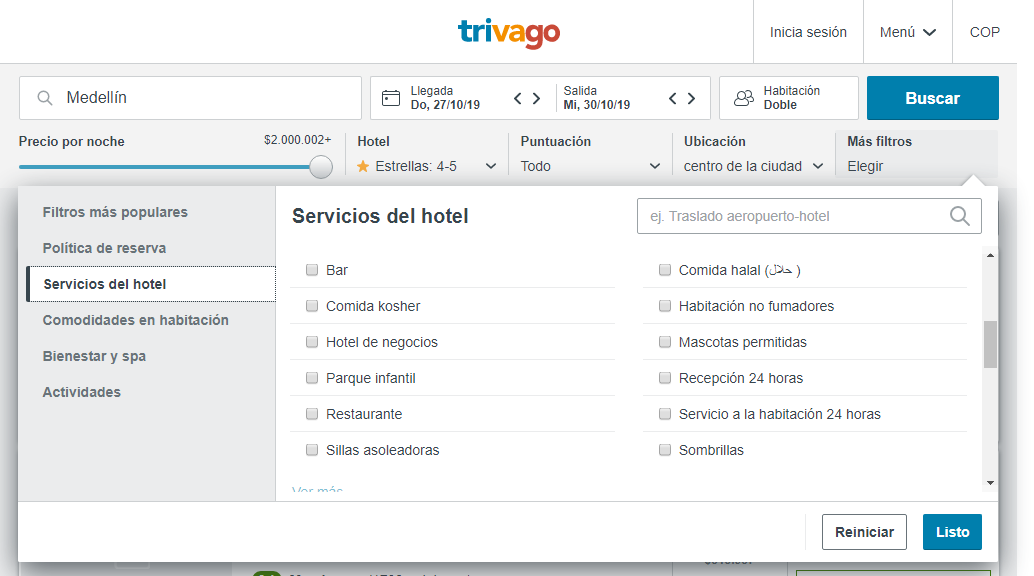 trivago
Inicia sesión
Menú
COP
Medellín
Llegada
Do, 27/10/19
Salida
Mi, 30/10/19
Habitación
Doble
Buscar
Precio por noche
$2.000.002+
Hotel
Estrellas: 4-5
Puntuación
Todo
Ubicación
centro de la ciudad
Más filtros
Elegir
Filtros más populares
Política de reserva
Servicios del hotel
Comodidades en habitación
Bienestar y spa
Actividades
Servicios del hotel
ej. Traslado aeropuerto-hotel
Bar
Comida halal (حلال )
Comida kosher
Habitación no fumadores
Hotel de negocios
Mascotas permitidas
Parque infantil
Recepción 24 horas
Restaurante
Servicio a la habitación 24 horas
Sillas asoleadoras
Sombrillas
Ver más
Reiniciar
Listo